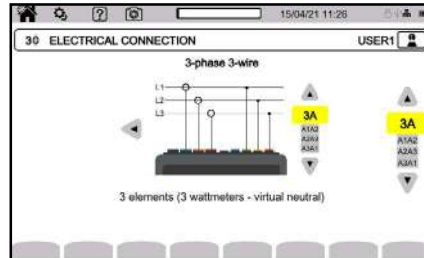 15/04/21 11:26
3Φ ELECTRICAL CONNECTION USER1
3-phase 3-wire
L1
L2
L3
3A
A1A2
A2A3
A3A1
3 elements (3 wattmeters - virtual neutral)
3A
A1A2
A2A3
A3A1